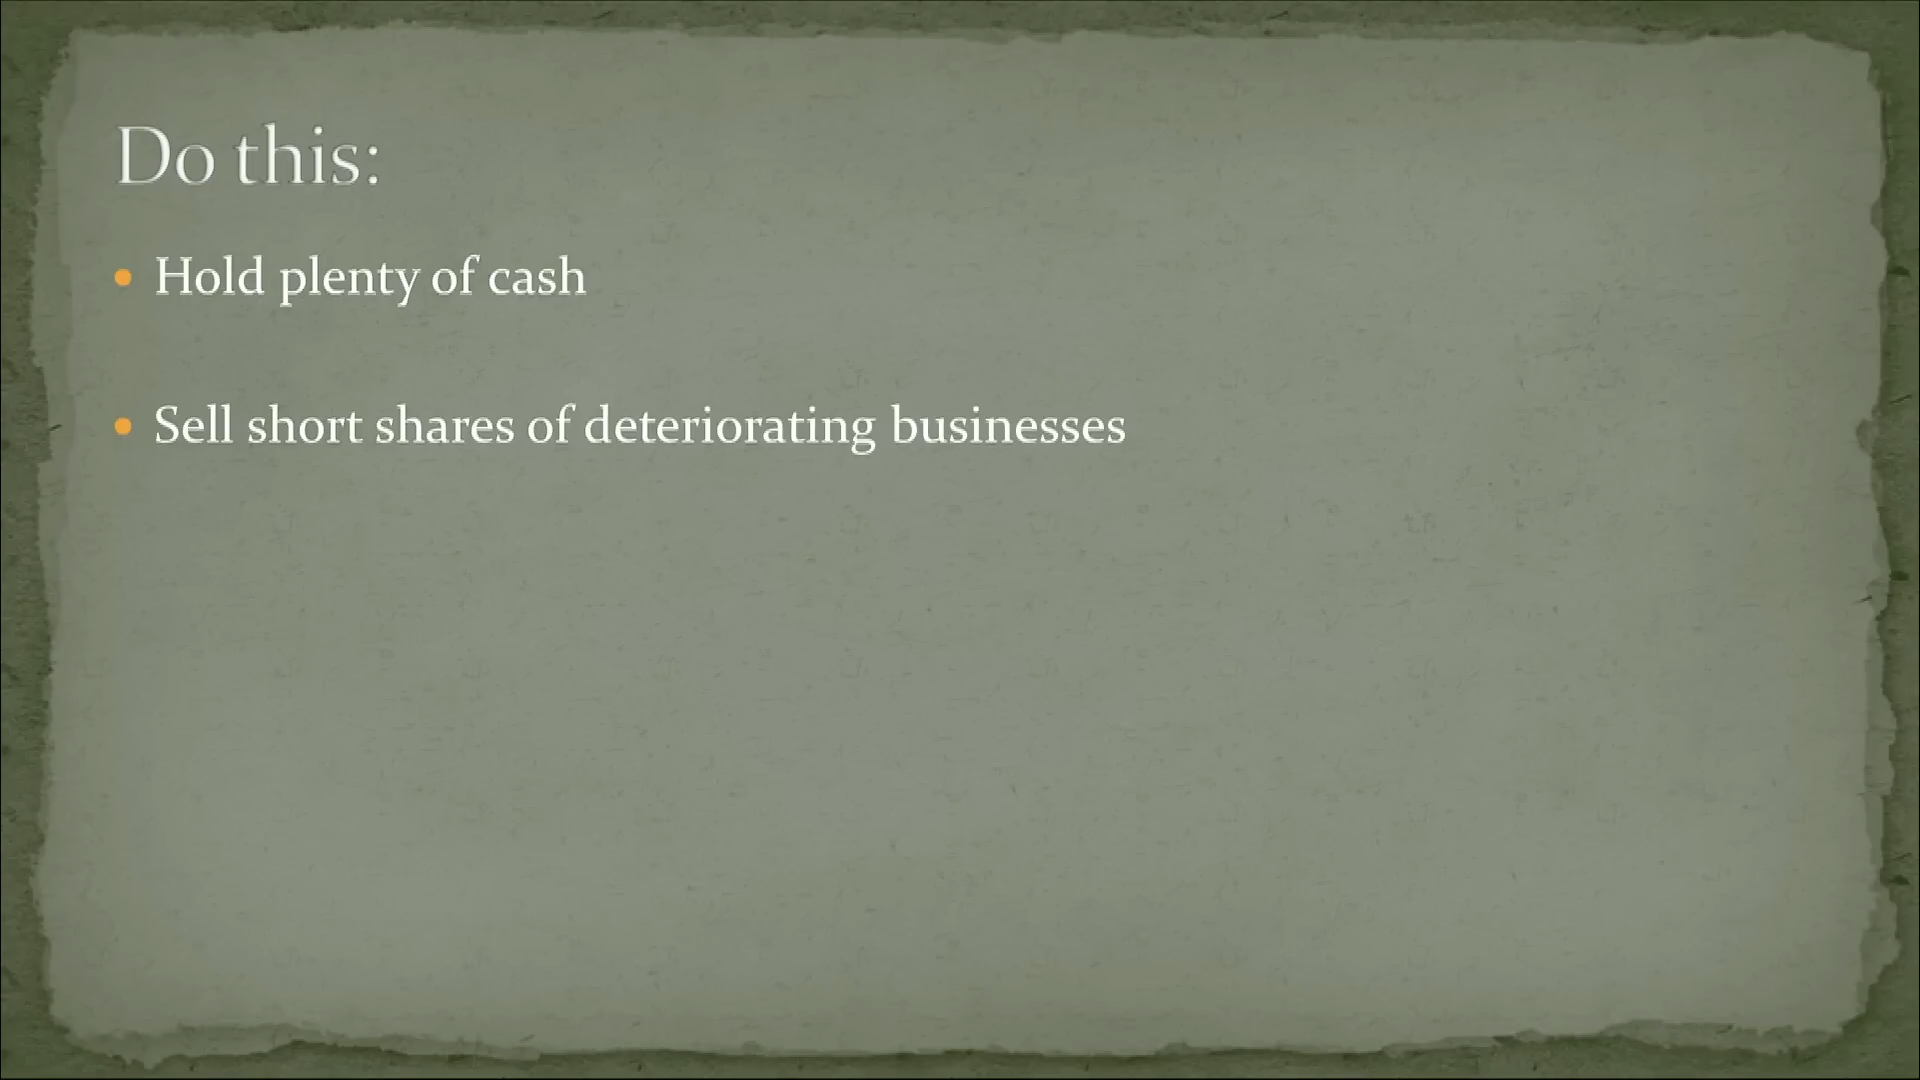 Do this:
• Hold plenty of cash
• Sell short shares of deteriorating businesses